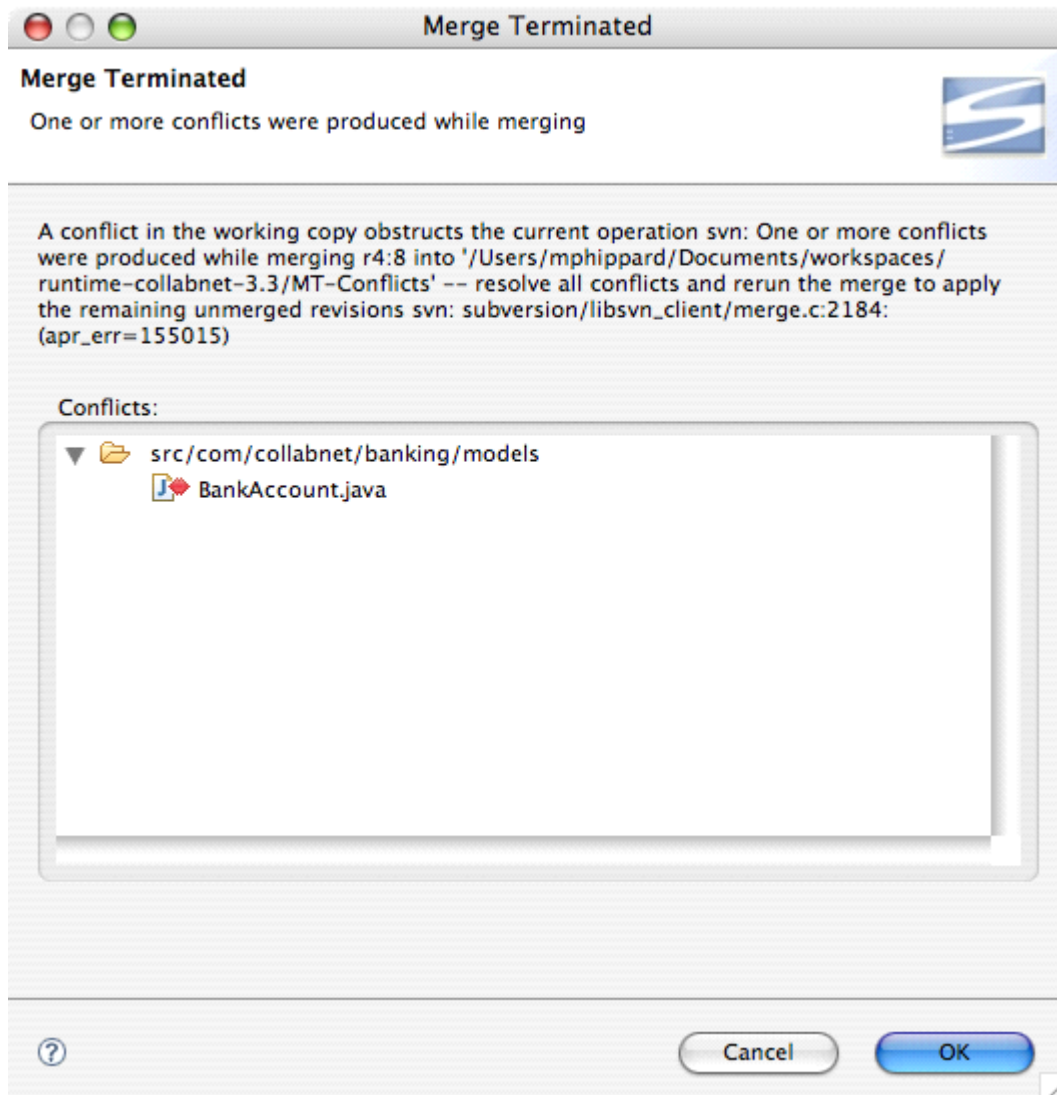 Merge Terminated
Merge Terminated
One or more conflicts were produced while merging
A conflict in the working copy obstructs the current operation svn: One or more conflicts
were produced while merging r4:8 into '/Users/mphippard/Documents/workspaces/
runtime-collabnet-3.3/MT-Conflicts' -- resolve all conflicts and rerun the merge to apply
the remaining unmerged revisions svn: subversion/libsvn_client/merge.c:2184:
(apr_err=155015)
Conflicts:
src/com/collabnet/banking/models
J BankAccount.java
?
Cancel
OK